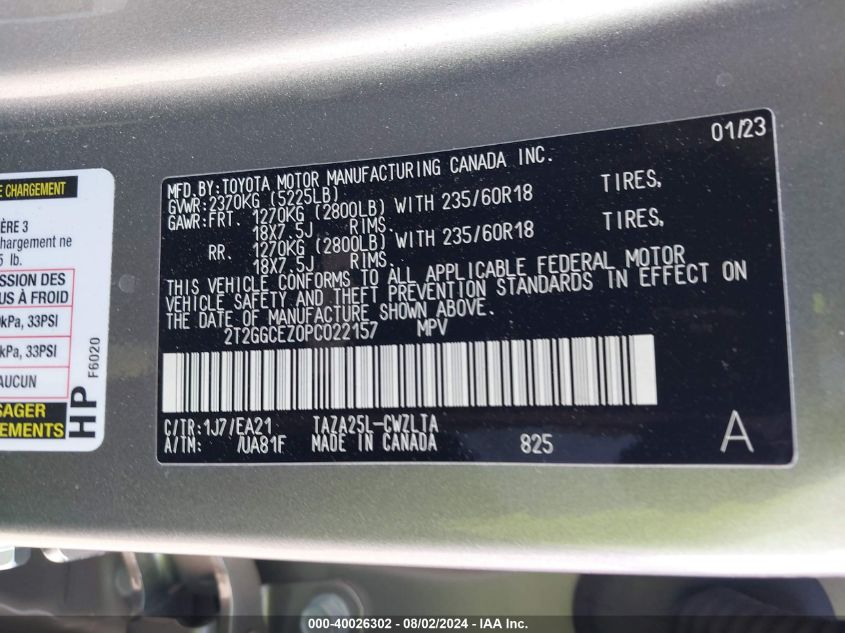 E CHARGEMENT
ÈRE 3
chargement ne
lb.
SSION DES
US À FROID
kPa, 33PSI
kPa, 33PSI
AUCUN
SAGER
EMENTS
HP
F6020
01/23
MFD.BY:TOYOTA MOTOR MANUFACTURING CANADA INC.
GVWR:2370KG (5225LB)
GAWR:FRT. 1270KG (2800LB) WITH 235/60R18 TIRES,
18X7.5J RIMS.
RR. 1270KG (2800LB) WITH 235/60R18 TIRES,
18X7.5J RIMS.
THIS VEHICLE CONFORMS TO ALL APPLICABLE FEDERAL MOTOR
VEHICLE SAFETY AND THEFT PREVENTION STANDARDS IN EFFECT ON
THE DATE OF MANUFACTURE SHOWN ABOVE.
2T2GGCEZ0PC022157 MPV
C/TR:1J7/EA21 TAZA25L-CWZLTA
A/TM: /UA81F MADE IN CANADA 825
A
000-40026302 - 08/02/2024 - IAA Inc.